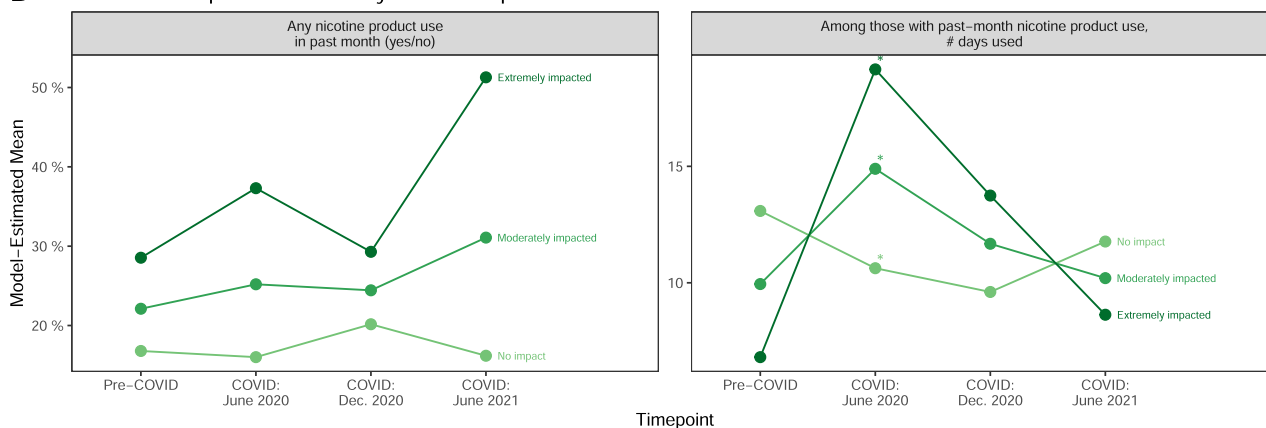 Any nicotine product use
in past month (yes/no)
Among those with past−month nicotine product use,
# days used
Model−Estimated Mean
50 %
40 %
30 %
20 %
Extremely impacted
Moderately impacted
No impact
15
10
*
*
*
No impact
Moderately impacted
Extremely impacted
Pre−COVID
COVID:
June 2020
COVID:
Dec. 2020
COVID:
June 2021
Pre−COVID
COVID:
June 2020
COVID:
Dec. 2020
COVID:
June 2021
Timepoint